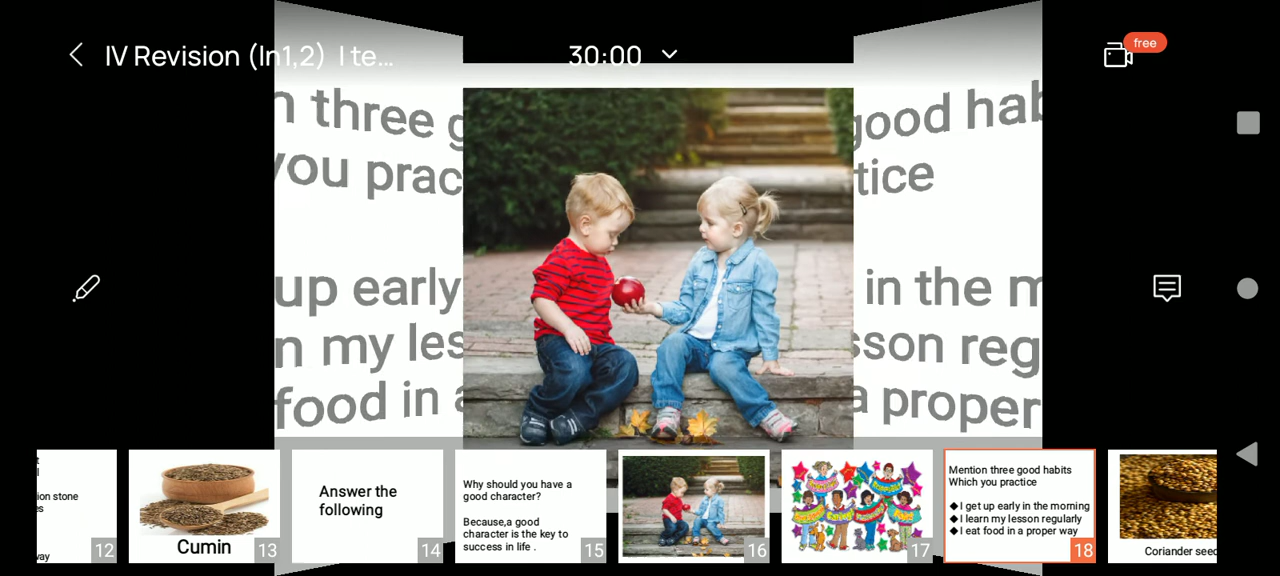 IV Revision (In1,2) I te...
30:00
free
n three g
good hab
you prac
tice
up early
in the m
n my les
sson reg
food in a
a proper
ion stone
es
way
12
Cumin
13
Answer the
following
14
Why should you have a
good character?
Because,a good
character is the key to
success in life .
15
16
17
Mention three good habits
Which you practice
◆ I get up early in the morning
◆ I learn my lesson regularly
◆ I eat food in a proper way
18
Coriander seed